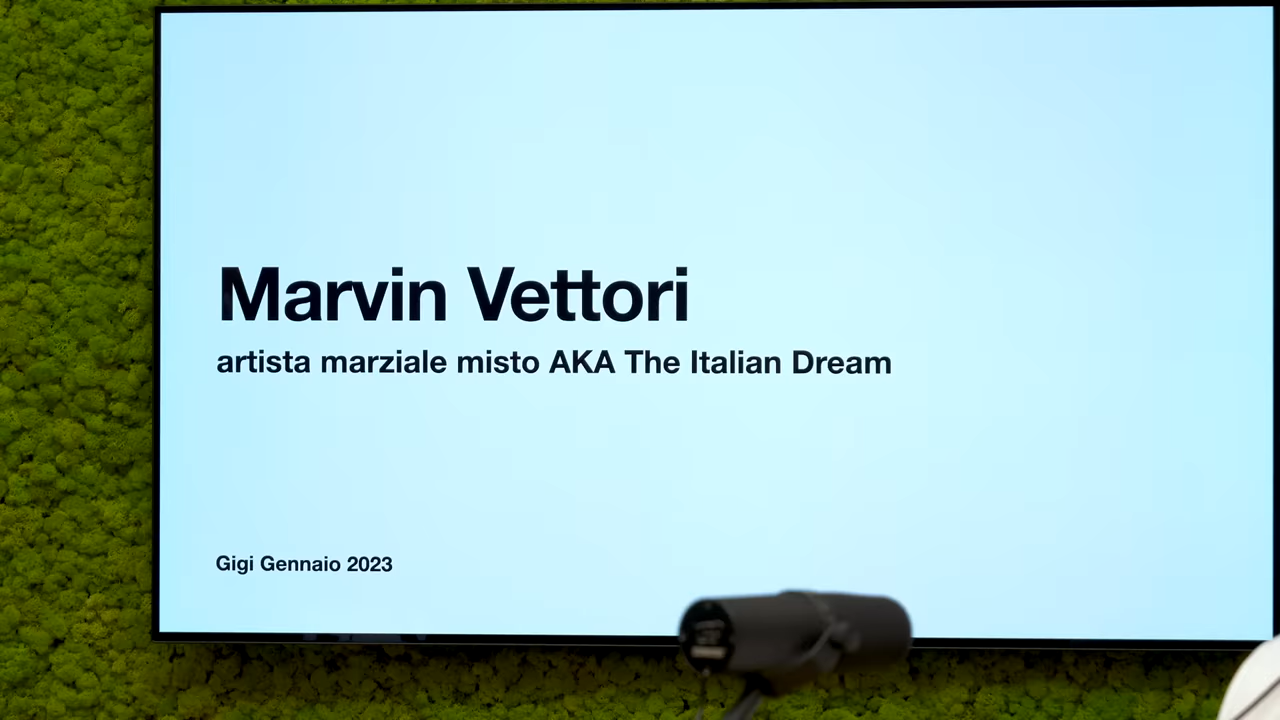 Marvin Vettori
artista marziale misto AKA The Italian Dream
Gigi Gennaio 2023